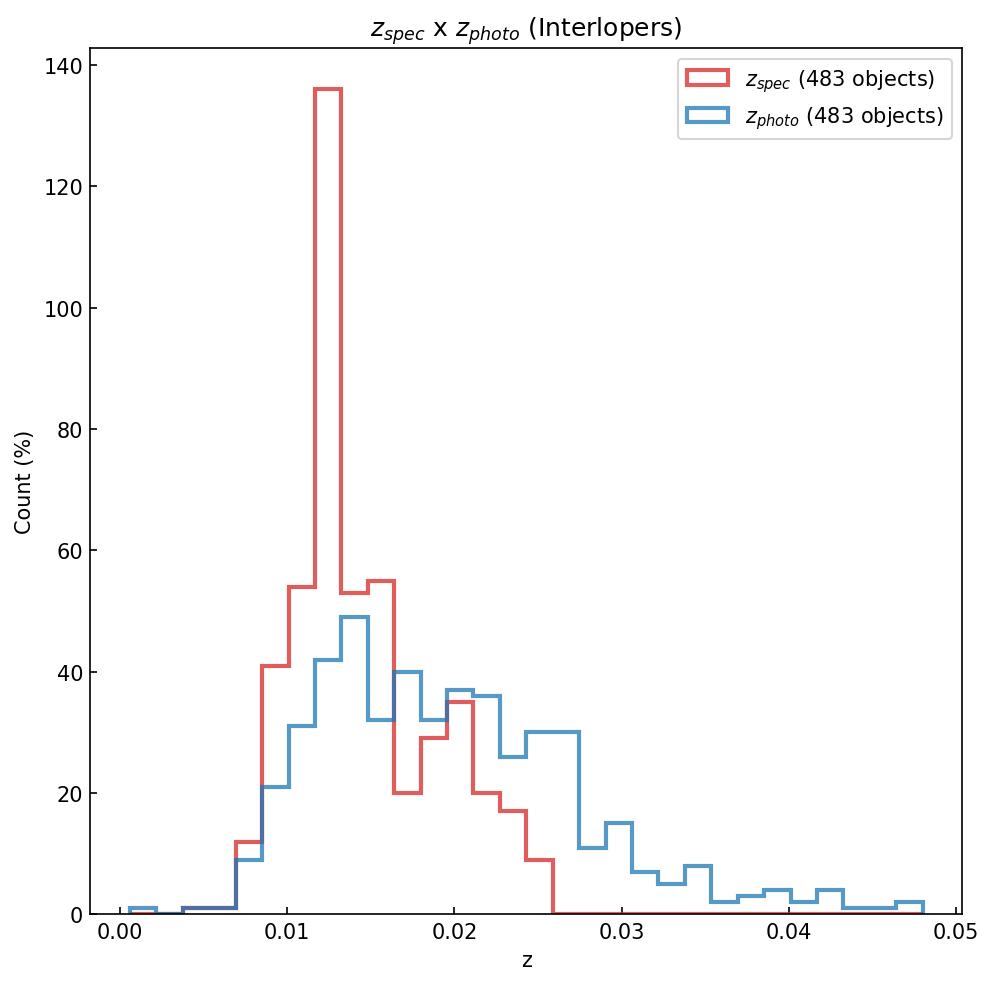 z_spec x z_photo (Interlopers)
z_spec (483 objects)
z_photo (483 objects)
Count (%)
140
120
100
80
60
40
20
0
0.00 0.01 0.02 0.03 0.04 0.05
z